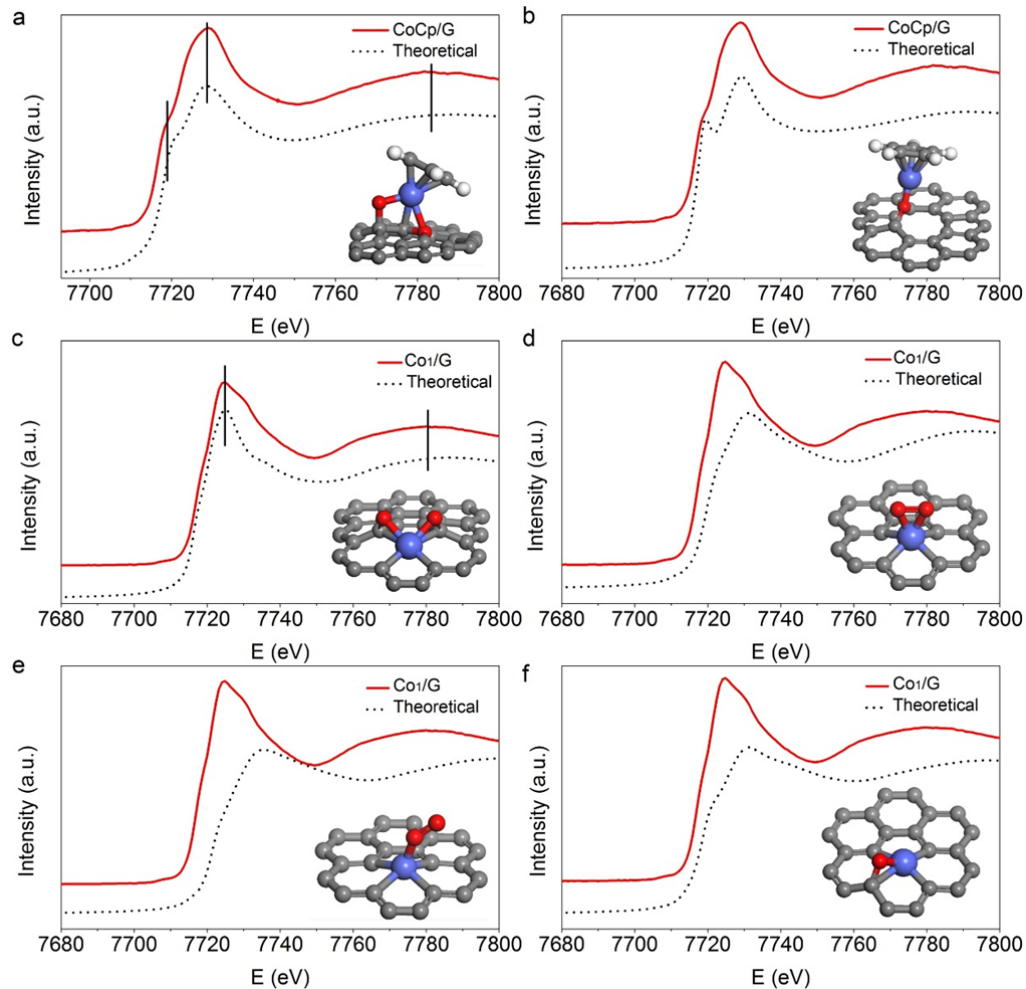 a
CoCp/G
Theoretical
Intensity (a.u.)
7700 7720 7740 7760 7780 7800
E (eV)
b
CoCp/G
Theoretical
Intensity (a.u.)
7680 7700 7720 7740 7760 7780 7800
E (eV)
c
Co₁/G
Theoretical
Intensity (a.u.)
7680 7700 7720 7740 7760 7780 7800
E (eV)
d
Co₁/G
Theoretical
Intensity (a.u.)
7680 7700 7720 7740 7760 7780 7800
E (eV)
e
Co₁/G
Theoretical
Intensity (a.u.)
7680 7700 7720 7740 7760 7780 7800
E (eV)
f
Co₁/G
Theoretical
Intensity (a.u.)
7680 7700 7720 7740 7760 7780 7800
E (eV)